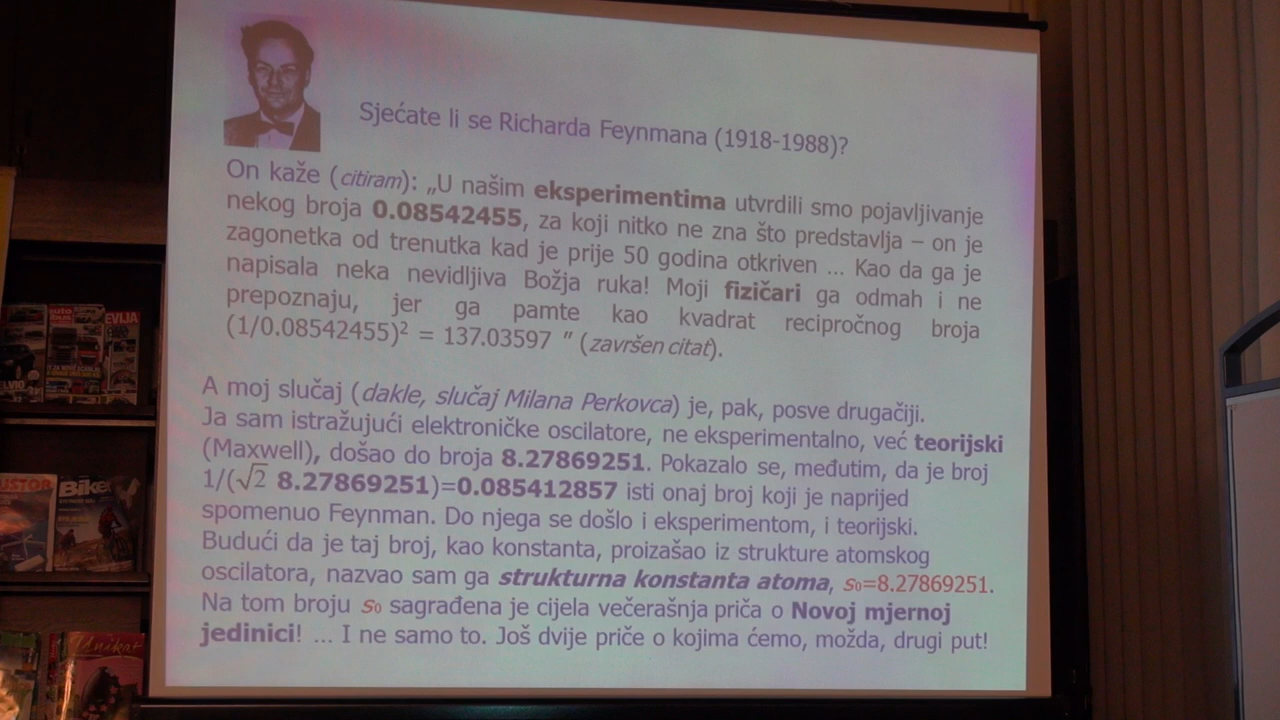 Sjećate li se Richarda Feynmana (1918-1988)?
On kaže (citiram): „U našim eksperimentima utvrdili smo pojavljivanje
nekog broja 0.08542455, za koji nitko ne zna što predstavlja – on je
zagonetka od trenutka kad je prije 50 godina otkriven ... Kao da ga je
napisala neka nevidljiva Božja ruka! Moji fizičari ga odmah i ne
prepoznaju, jer ga pamte kao kvadrat recipročnog broja
(1/0.08542455)² = 137.03597 " (završen citat).
A moj slučaj (dakle, slučaj Milana Perkovca) je, pak, posve drugačiji.
Ja sam istražujući elektroničke oscilatore, ne eksperimentalno, već teorijski
(Maxwell), došao do broja 8.27869251. Pokazalo se, međutim, da je broj
1/(√2 8.27869251)=0.085412857 isti onaj broj koji je naprijed
spomenuo Feynman. Do njega se došlo i eksperimentom, i teorijski.
Budući da je taj broj, kao konstanta, proizašao iz strukture atomskog
oscilatora, nazvao sam ga strukturna konstanta atoma, s₀=8.27869251.
Na tom broju s₀ sagrađena je cijela večerašnja priča o Novoj mjernoj
jedinici! ... I ne samo to. Još dvije priče o kojima ćemo, možda, drugi put!
auto
EVIJA
Bike
Unikat